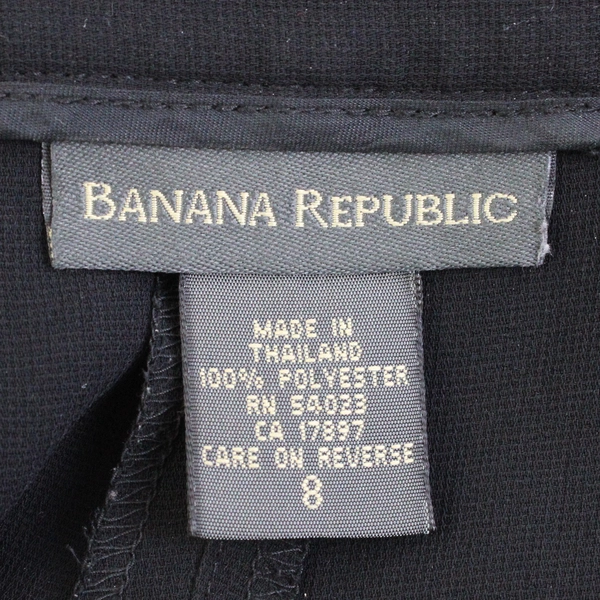 BANANA REPUBLIC
MADE IN
THAILAND
100% POLYESTER
RN 54023
CA 17897
CARE ON REVERSE
8